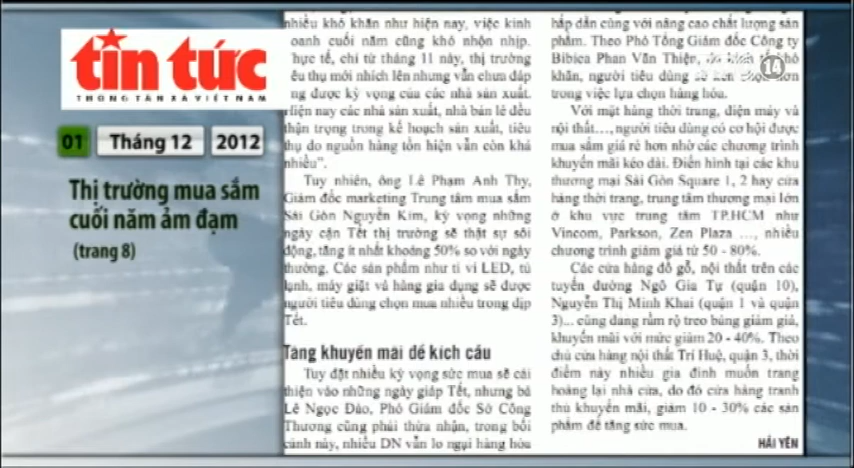 tin tức
THÔNG TẤN XÃ VIỆT NAM
01 Tháng 12 2012
Thị trường mua sắm
cuối năm ảm đạm
(trang 8)
nhiều khó khăn như hiện nay, việc kinh
doanh cuối năm cũng khó nhộn nhịp.
Thực tế, chỉ từ tháng 11 này, thị trường
tiêu thụ mới nhích lên nhưng vẫn chưa đáp
ứng được kỳ vọng của các nhà sản xuất.
Hiện nay các nhà sản xuất, nhà bán lẻ đều
thận trọng trong kế hoạch sản xuất, tiêu
thụ do nguồn hàng tồn hiện vẫn còn khá
nhiều".
Tuy nhiên, ông Lê Phạm Anh Thy,
Giám đốc marketing Trung tâm mua sắm
Sài Gòn Nguyễn Kim, kỳ vọng những
ngày cận Tết thị trường sẽ thật sự sôi
động, tăng ít nhất khoảng 50% so với ngày
thường. Các sản phẩm như ti vi LED, tủ
lạnh, máy giặt và hàng gia dụng sẽ được
người tiêu dùng chọn mua nhiều trong dịp
Tết.
Tăng khuyến mãi để kích cầu
Tuy đặt nhiều kỳ vọng sức mua sẽ cải
thiện vào những ngày giáp Tết, nhưng bà
Lê Ngọc Đào, Phó Giám đốc Sở Công
Thương cũng phải thừa nhận, trong bối
cảnh này, nhiều DN vẫn lo ngại hàng hóa
hấp dẫn cùng với nâng cao chất lượng sản
phẩm. Theo Phó Tổng Giám đốc Công ty
Bibica Phan Văn Thiện, khó
khăn, người tiêu dùng sẽ hơn
trong việc lựa chọn hàng hóa.
Với mặt hàng thời trang, điện máy và
nội thất..., người tiêu dùng có cơ hội được
mua sắm giá rẻ hơn nhờ các chương trình
khuyến mãi kéo dài. Điển hình tại các khu
thương mại Sài Gòn Square 1, 2 hay cửa
hàng thời trang, trung tâm thương mại lớn
ở khu vực trung tâm TP.HCM như
Vincom, Parkson, Zen Plaza ..., nhiều
chương trình giảm giá từ 50 - 80%.
Các cửa hàng đồ gỗ, nội thất trên các
tuyến đường Ngô Gia Tự (quận 10),
Nguyễn Thị Minh Khai (quận 1 và quận
3)... cũng đang rầm rộ treo bảng giảm giá,
khuyến mãi với mức giảm 20 - 40%. Theo
chủ cửa hàng nội thất Trí Huệ, quận 3, thời
điểm này nhiều gia đình muốn trang
hoàng lại nhà cửa, do đó cửa hàng tranh
thủ khuyến mãi, giảm 10 - 30% các sản
phẩm để tăng sức mua.
HẢI YÊN
14